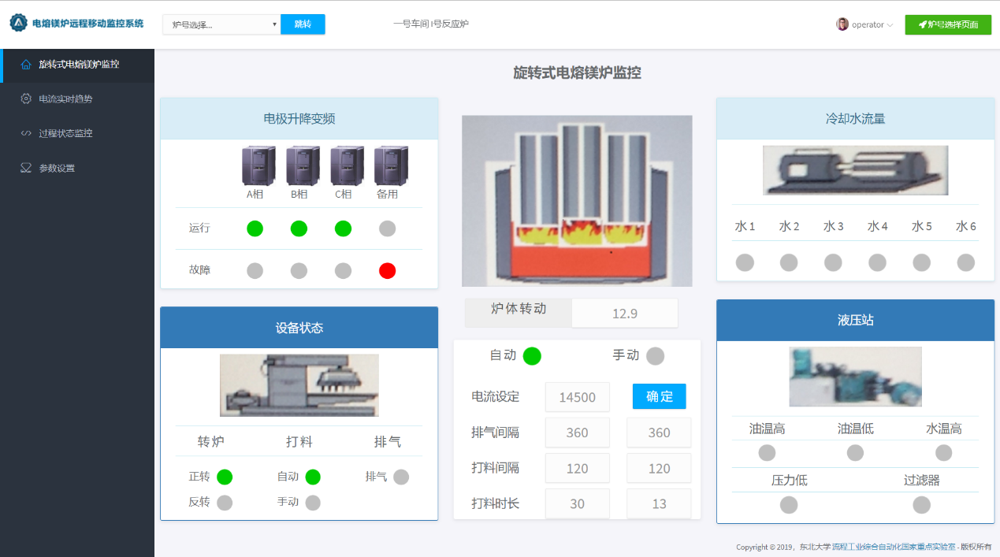 电熔镁炉远程移动监控系统
炉号选择...
跳转
一号车间1号反应炉
operator
炉号选择页面
旋转式电熔镁炉监控
电流实时趋势
过程状态监控
参数设置
旋转式电熔镁炉监控
电极升降变频
A相 B相 C相 备用
运行
故障
设备状态
转炉 打料 排气
正转 自动 排气
反转 手动
炉体转动 12.9
自动 手动
电流设定 14500 确定
排气间隔 360 360
打料间隔 120 120
打料时长 30 13
冷却水流量
水 1 水 2 水 3 水 4 水 5 水 6
液压站
油温高 油温低 水温高
压力低 过滤器
Copyright © 2019，东北大学 流程工业综合自动化国家重点实验室 - 版权所有